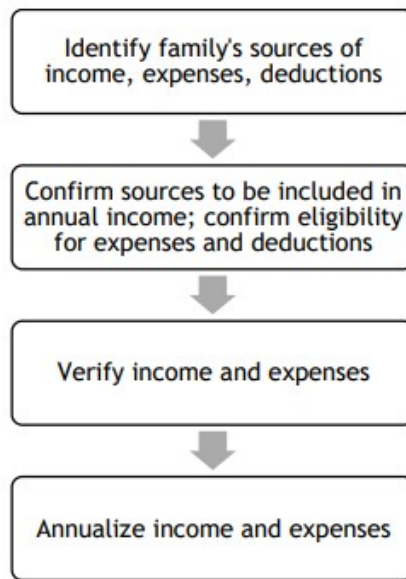 Identify family's sources of
income, expenses, deductions
Confirm sources to be included in
annual income; confirm eligibility
for expenses and deductions
Verify income and expenses
Annualize income and expenses